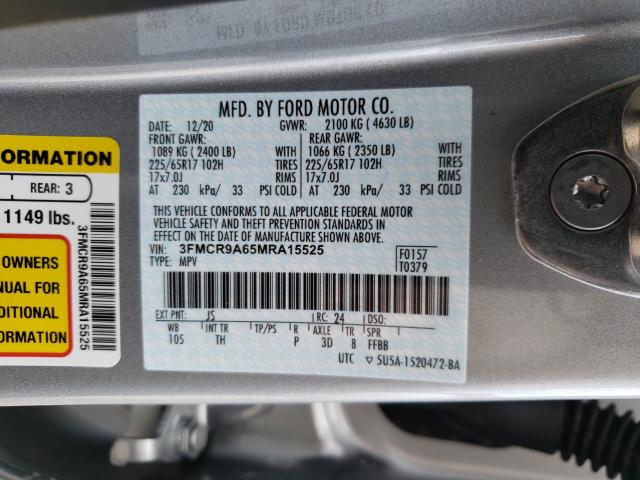 MFD. BY FORD MOTOR CO.
DATE: 12/20 GVWR: 2100 KG ( 4630 LB)
FRONT GAWR: REAR GAWR:
1089 KG ( 2400 LB) WITH 1066 KG ( 2350 LB) WITH
225/65R17 102H TIRES 225/65R17 102H TIRES
17x7.0J RIMS 17x7.0J RIMS
AT 230 kPa/ 33 PSI COLD AT 230 kPa/ 33 PSI COLD
THIS VEHICLE CONFORMS TO ALL APPLICABLE FEDERAL MOTOR
VEHICLE SAFETY AND THEFT PREVENTION STANDARDS IN
EFFECT ON THE DATE OF MANUFACTURE SHOWN ABOVE.
VIN: 3FMCR9A65MRA15525 F0157
TYPE: MPV T0379
EXT PNT: JS RC: 24 DSO:
WB INT TR TP/PS R AXLE TR SPR
105 TH P 3D 8 FFBB
UTC ▽ 5U5A-1520472-BA
FORMATION
REAR: 3
1149 lbs.
OWNERS
NUAL FOR
DITIONAL
ORMATION
3FMCR9A65MRA15525